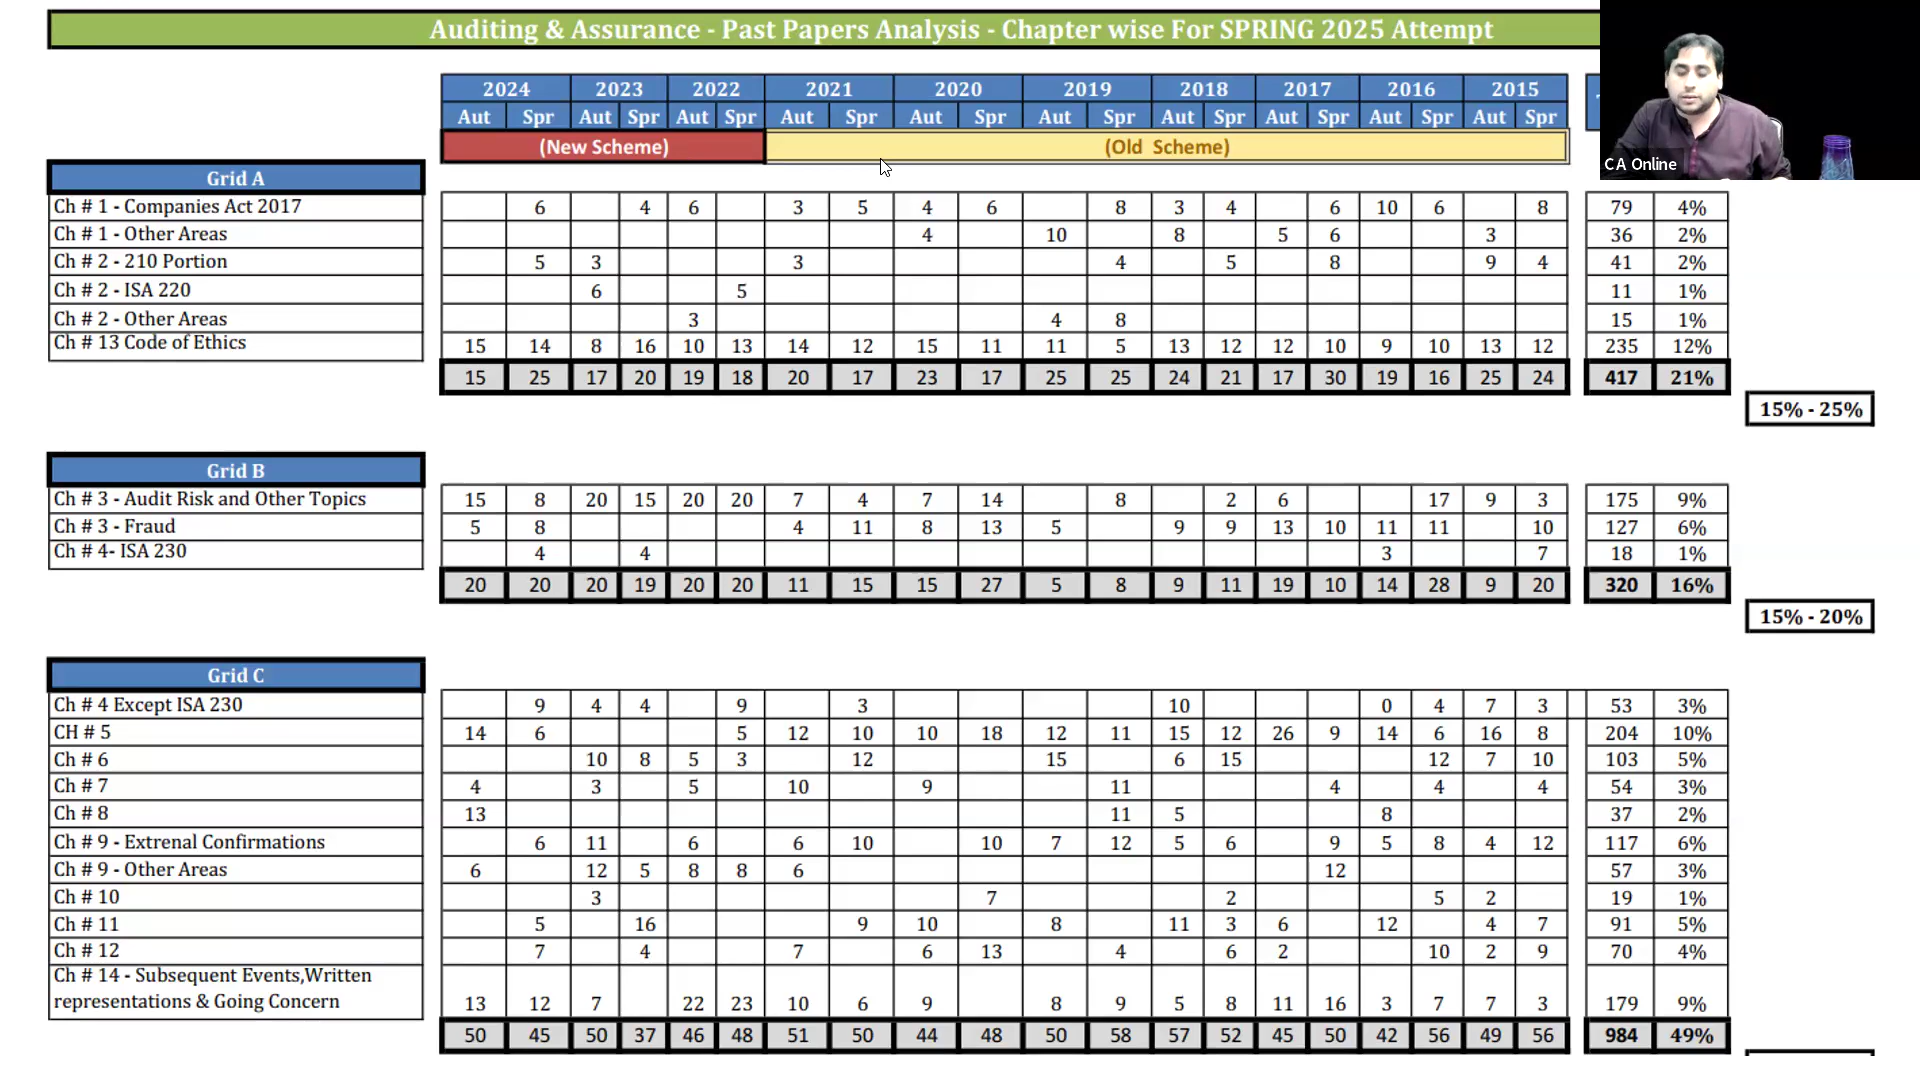 Auditing & Assurance - Past Papers Analysis - Chapter wise For SPRING 2025 Attempt
2024 2023 2022 2021 2020 2019 2018 2017 2016 2015
Aut Spr Aut Spr Aut Spr Aut Spr Aut Spr Aut Spr Aut Spr Aut Spr Aut Spr Aut Spr
(New Scheme) (Old Scheme)
CA Online
Grid A
Ch # 1 - Companies Act 2017 6 4 6 3 5 4 6 8 3 4 6 10 6 8 79 4%
Ch # 1 - Other Areas 4 10 8 5 6 3 36 2%
Ch # 2 - 210 Portion 5 3 3 4 5 8 9 4 41 2%
Ch # 2 - ISA 220 6 5 11 1%
Ch # 2 - Other Areas 3 4 8 15 1%
Ch # 13 Code of Ethics 15 14 8 16 10 13 14 12 15 11 11 5 13 12 12 10 9 10 13 12 235 12%
15 25 17 20 19 18 20 17 23 17 25 25 24 21 17 30 19 16 25 24 417 21%
15% - 25%
Grid B
Ch # 3 - Audit Risk and Other Topics 15 8 20 15 20 20 7 4 7 14 8 2 6 17 9 3 175 9%
Ch # 3 - Fraud 5 8 4 11 8 13 5 9 9 13 10 11 11 10 127 6%
Ch # 4- ISA 230 4 4 3 7 18 1%
20 20 20 19 20 20 11 15 15 27 5 8 9 11 19 10 14 28 9 20 320 16%
15% - 20%
Grid C
Ch # 4 Except ISA 230 9 4 4 9 3 10 0 4 7 3 53 3%
CH # 5 14 6 5 12 10 10 18 12 11 15 12 26 9 14 6 16 8 204 10%
Ch # 6 10 8 5 3 12 15 6 15 12 7 10 103 5%
Ch # 7 4 3 5 10 9 11 4 4 4 54 3%
Ch # 8 13 11 5 8 37 2%
Ch # 9 - Extrenal Confirmations 6 11 6 6 10 10 7 12 5 6 9 5 8 4 12 117 6%
Ch # 9 - Other Areas 6 12 5 8 8 6 12 57 3%
Ch # 10 3 7 2 5 2 19 1%
Ch # 11 5 16 9 10 8 11 3 6 12 4 7 91 5%
Ch # 12 7 4 7 6 13 4 6 2 10 2 9 70 4%
Ch # 14 - Subsequent Events,Written
representations & Going Concern 13 12 7 22 23 10 6 9 8 9 5 8 11 16 3 7 7 3 179 9%
50 45 50 37 46 48 51 50 44 48 50 58 57 52 45 50 42 56 49 56 984 49%